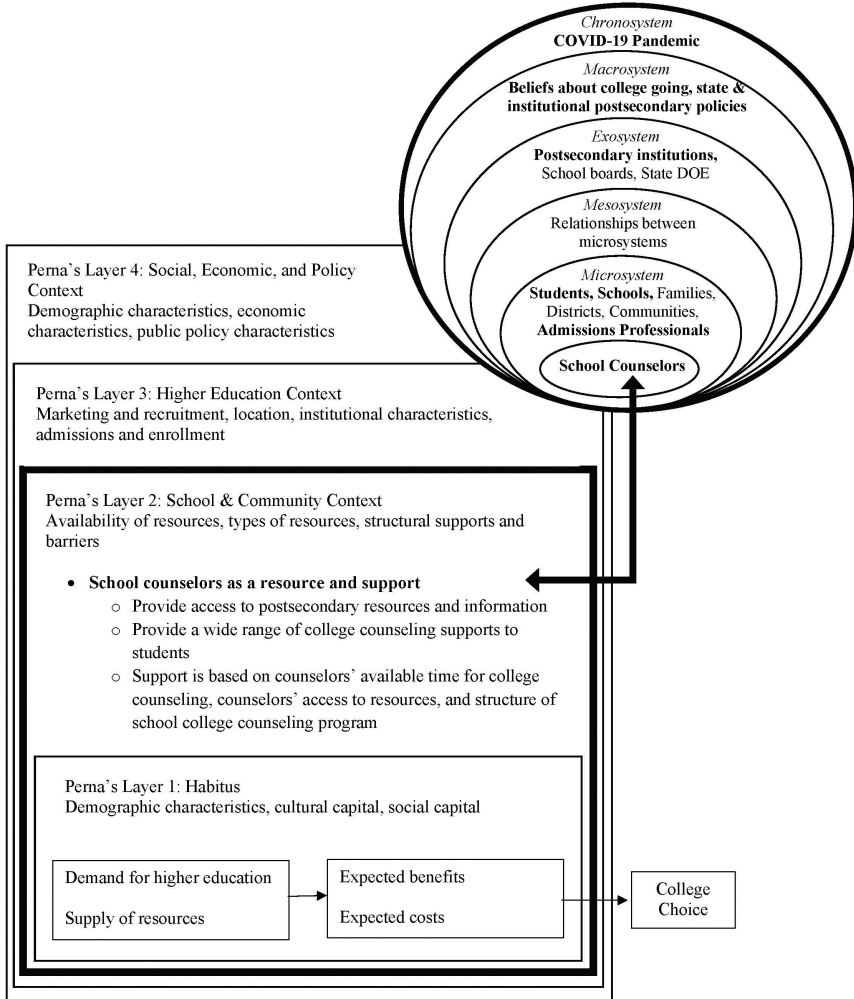 Chronosystem
COVID-19 Pandemic
Macrosystem
Beliefs about college going, state &
institutional postsecondary policies
Exosystem
Postsecondary institutions,
School boards, State DOE
Mesosystem
Relationships between
microsystems
Microsystem
Students, Schools, Families,
Districts, Communities,
Admissions Professionals
School Counselors
Perna’s Layer 4: Social, Economic, and Policy
Context
Demographic characteristics, economic
characteristics, public policy characteristics
Perna’s Layer 3: Higher Education Context
Marketing and recruitment, location, institutional characteristics,
admissions and enrollment
Perna’s Layer 2: School & Community Context
Availability of resources, types of resources, structural supports and
barriers
• School counselors as a resource and support
o Provide access to postsecondary resources and information
o Provide a wide range of college counseling supports to
students
o Support is based on counselors’ available time for college
counseling, counselors’ access to resources, and structure of
school college counseling program
Perna’s Layer 1: Habitus
Demographic characteristics, cultural capital, social capital
Demand for higher education
Supply of resources
Expected benefits
Expected costs
College
Choice